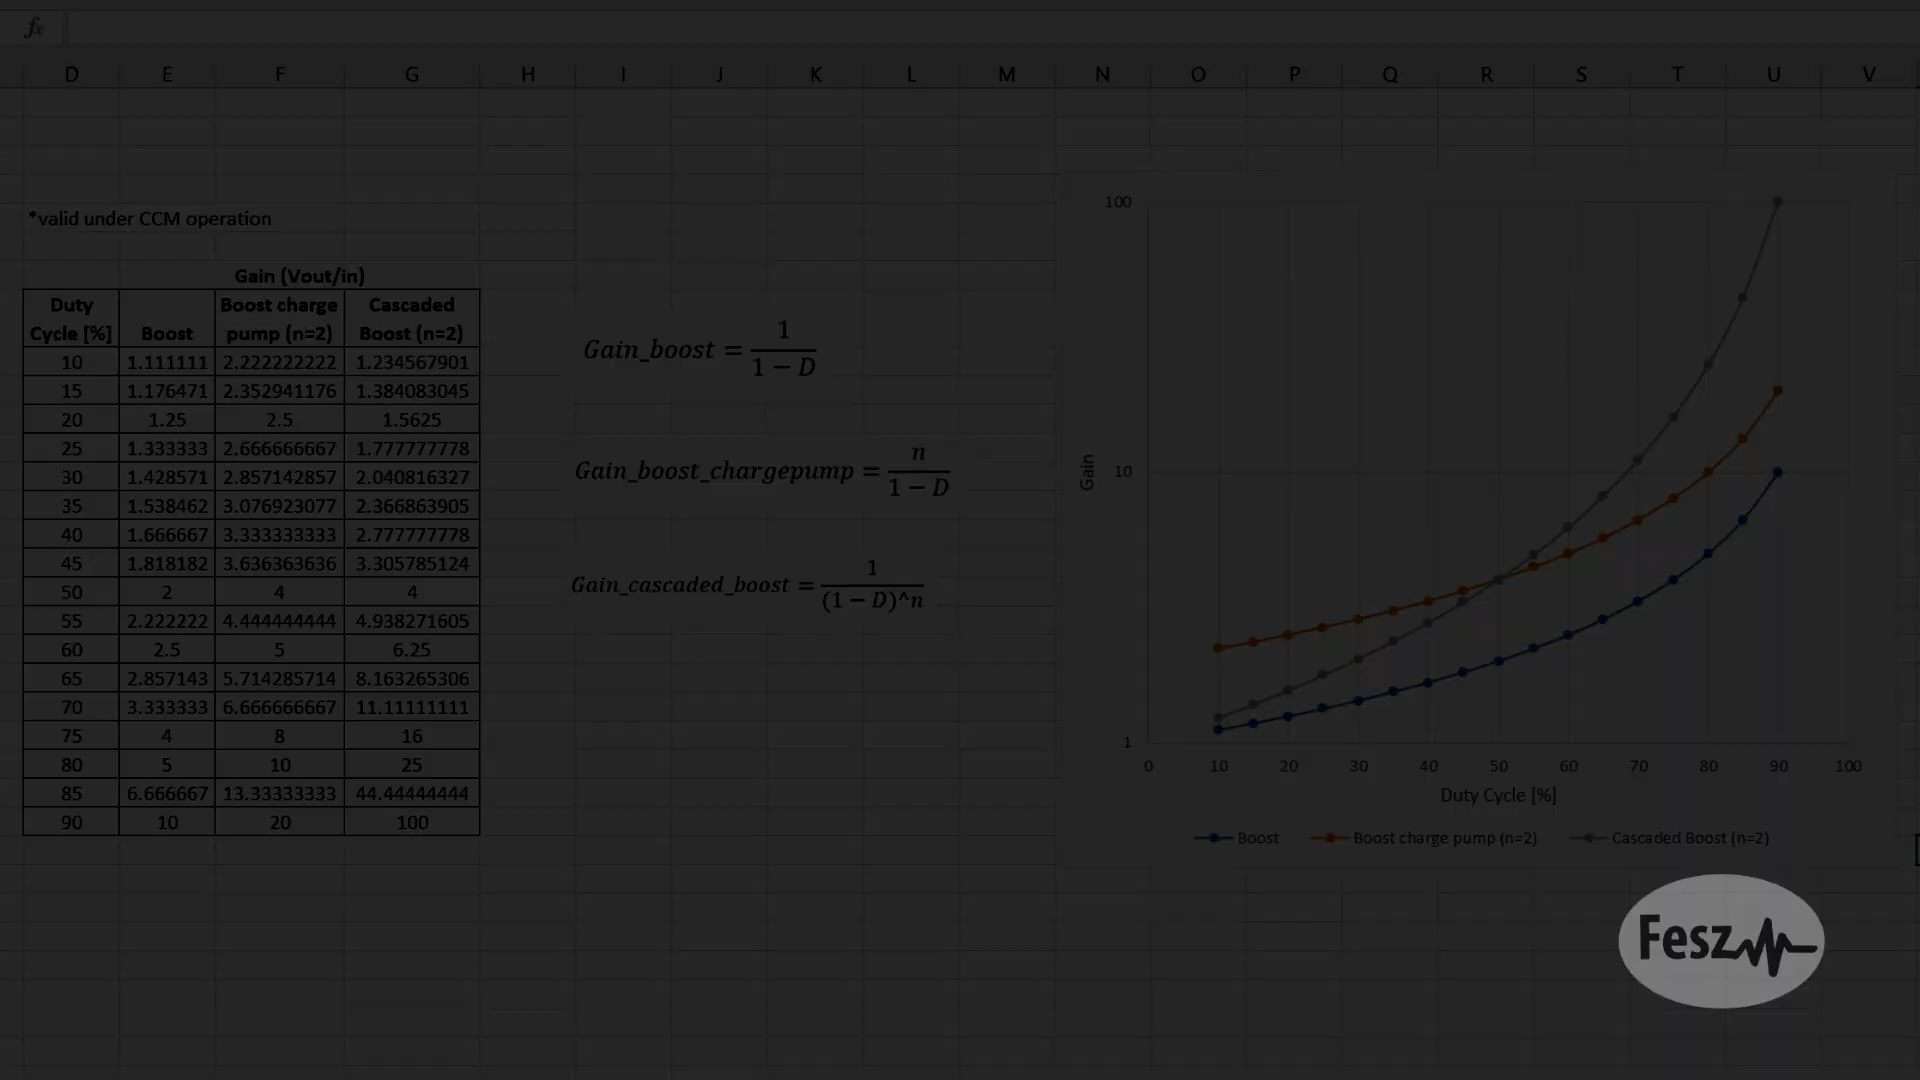 fx
D E F G H I J K L M N O P Q R S T U V
*valid under CCM operation
Gain (Vout/in)
Duty Cycle [%] Boost Boost charge pump (n=2) Cascaded Boost (n=2)
10 1.111111 2.222222222 1.234567901
15 1.176471 2.352941176 1.384083045
20 1.25 2.5 1.5625
25 1.333333 2.666666667 1.777777778
30 1.428571 2.857142857 2.040816327
35 1.538462 3.076923077 2.366863905
40 1.666667 3.333333333 2.777777778
45 1.818182 3.636363636 3.305785124
50 2 4 4
55 2.222222 4.444444444 4.938271605
60 2.5 5 6.25
65 2.857143 5.714285714 8.163265306
70 3.333333 6.666666667 11.11111111
75 4 8 16
80 5 10 25
85 6.666667 13.33333333 44.44444444
90 10 20 100
Gain_boost = 1 / (1 − D)
Gain_boost_chargepump = n / (1 − D)
Gain_cascaded_boost = 1 / (1 − D)^n
100
10
1
Gain
0 10 20 30 40 50 60 70 80 90 100
Duty Cycle [%]
Boost Boost charge pump (n=2) Cascaded Boost (n=2)
Fesz